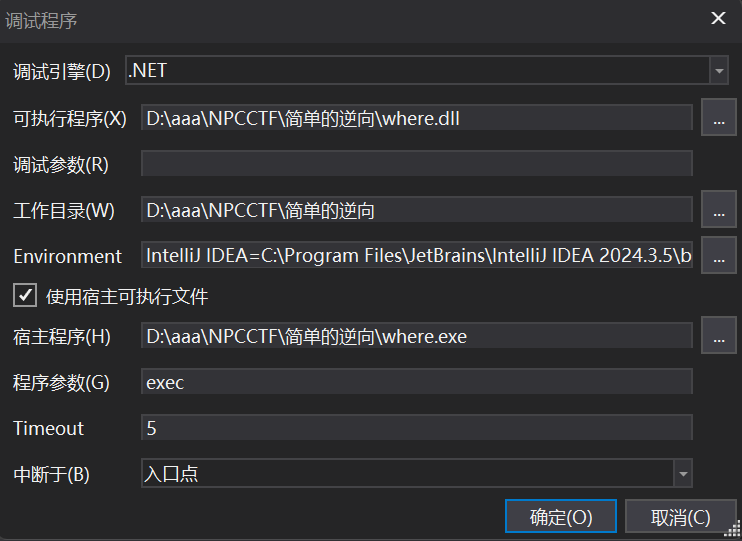 调试程序
调试引擎(D) .NET
可执行程序(X) D:\aaa\NPCCTF\简单的逆向\where.dll ...
调试参数(R)
工作目录(W) D:\aaa\NPCCTF\简单的逆向 ...
Environment IntelliJ IDEA=C:\Program Files\JetBrains\IntelliJ IDEA 2024.3.5\b ...
使用宿主可执行文件
宿主程序(H) D:\aaa\NPCCTF\简单的逆向\where.exe ...
程序参数(G) exec
Timeout 5
中断于(B) 入口点
确定(O) 取消(C)